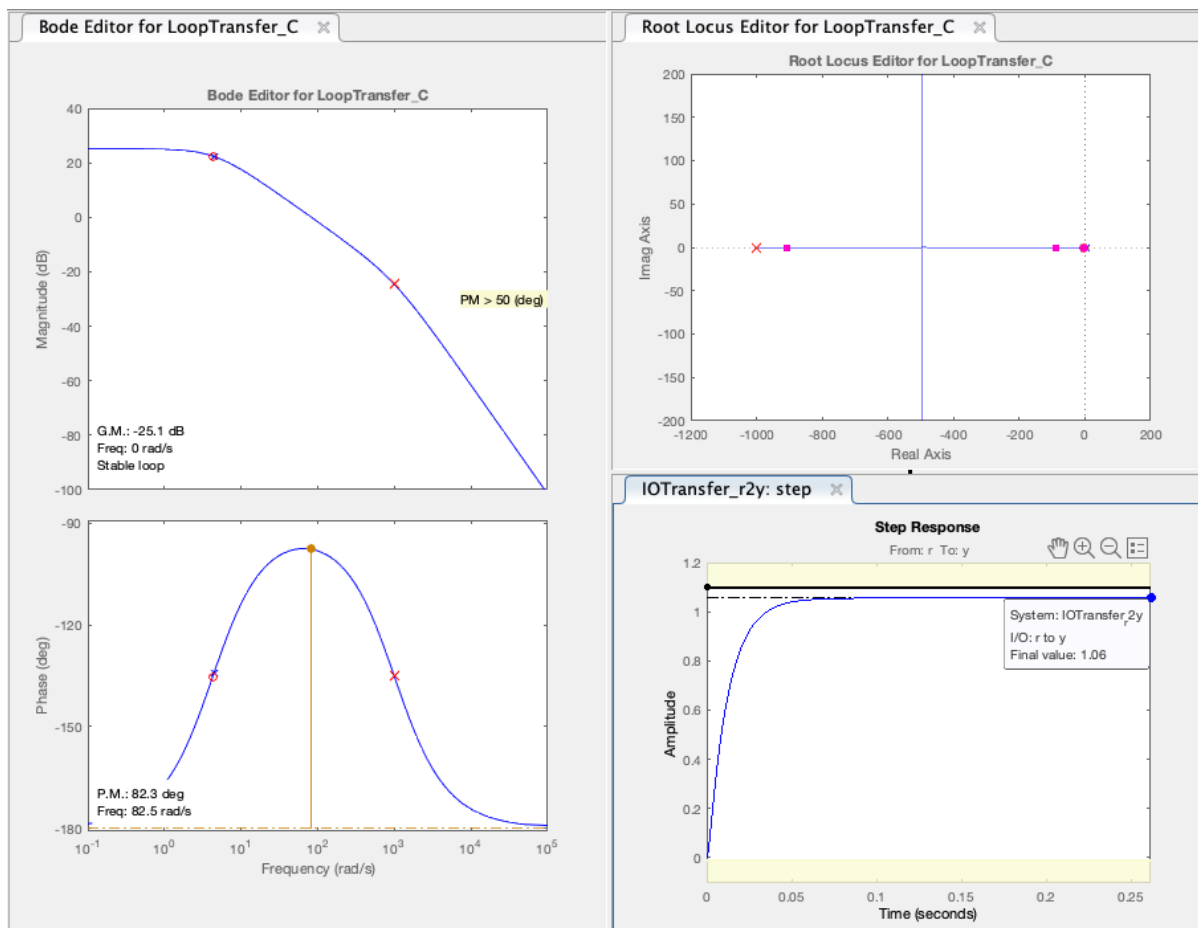 Bode Editor for LoopTransfer_C
Bode Editor for LoopTransfer_C
40
20
0
-20
-40
-60
-80
-100
Magnitude (dB)
PM > 50 (deg)
G.M.: -25.1 dB
Freq: 0 rad/s
Stable loop
-90
-120
-150
-180
Phase (deg)
P.M.: 82.3 deg
Freq: 82.5 rad/s
10^-1 10^0 10^1 10^2 10^3 10^4 10^5
Frequency (rad/s)
Root Locus Editor for LoopTransfer_C
Root Locus Editor for LoopTransfer_C
200
150
100
50
0
-50
-100
-150
-200
Imag Axis
-1200 -1000 -800 -600 -400 -200 0 200
Real Axis
IOTransfer_r2y: step
Step Response
From: r To: y
1.2
1
0.8
0.6
0.4
0.2
0
Amplitude
System: IOTransfer_r2y
I/O: r to y
Final value: 1.06
0 0.05 0.1 0.15 0.2 0.25
Time (seconds)